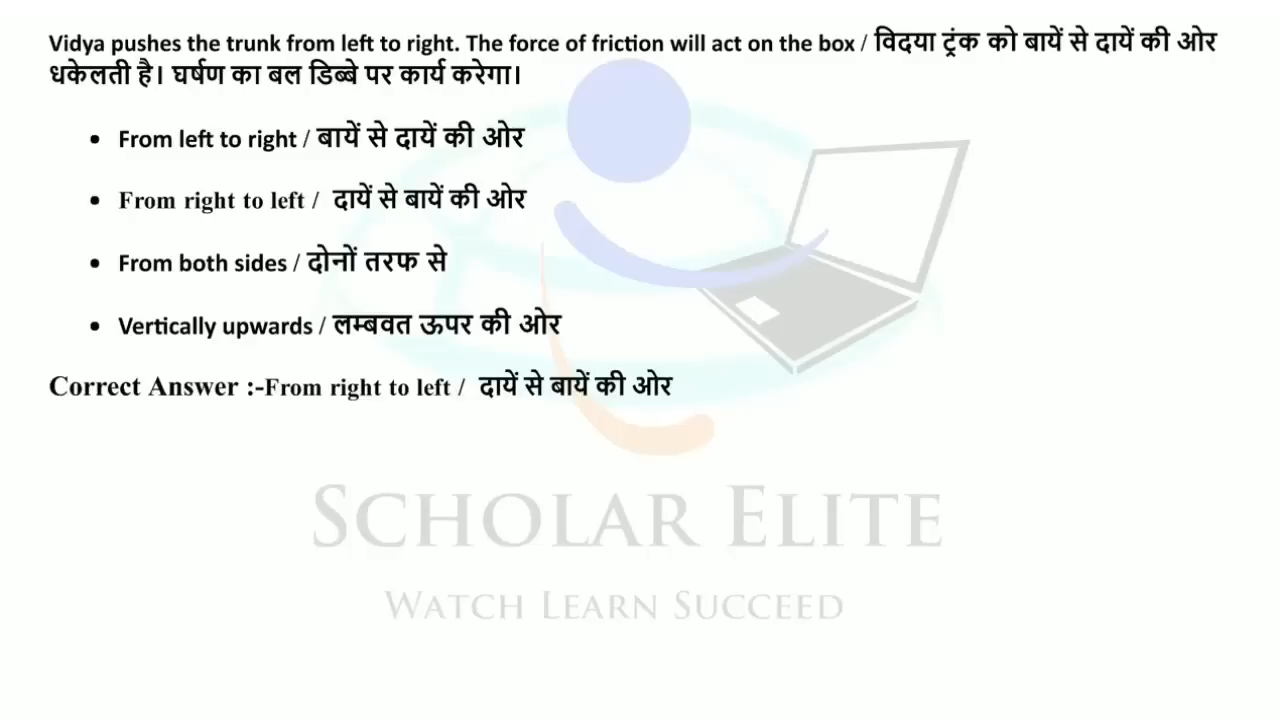 Vidya pushes the trunk from left to right. The force of friction will act on the box / विदया ट्रंक को बायें से दायें की ओर
धकेलती है। घर्षण का बल डिब्बे पर कार्य करेगा।
• From left to right / बायें से दायें की ओर
• From right to left / दायें से बायें की ओर
• From both sides / दोनों तरफ से
• Vertically upwards / लम्बवत ऊपर की ओर
Correct Answer :-From right to left / दायें से बायें की ओर
SCHOLAR ELITE
WATCH LEARN SUCCEED